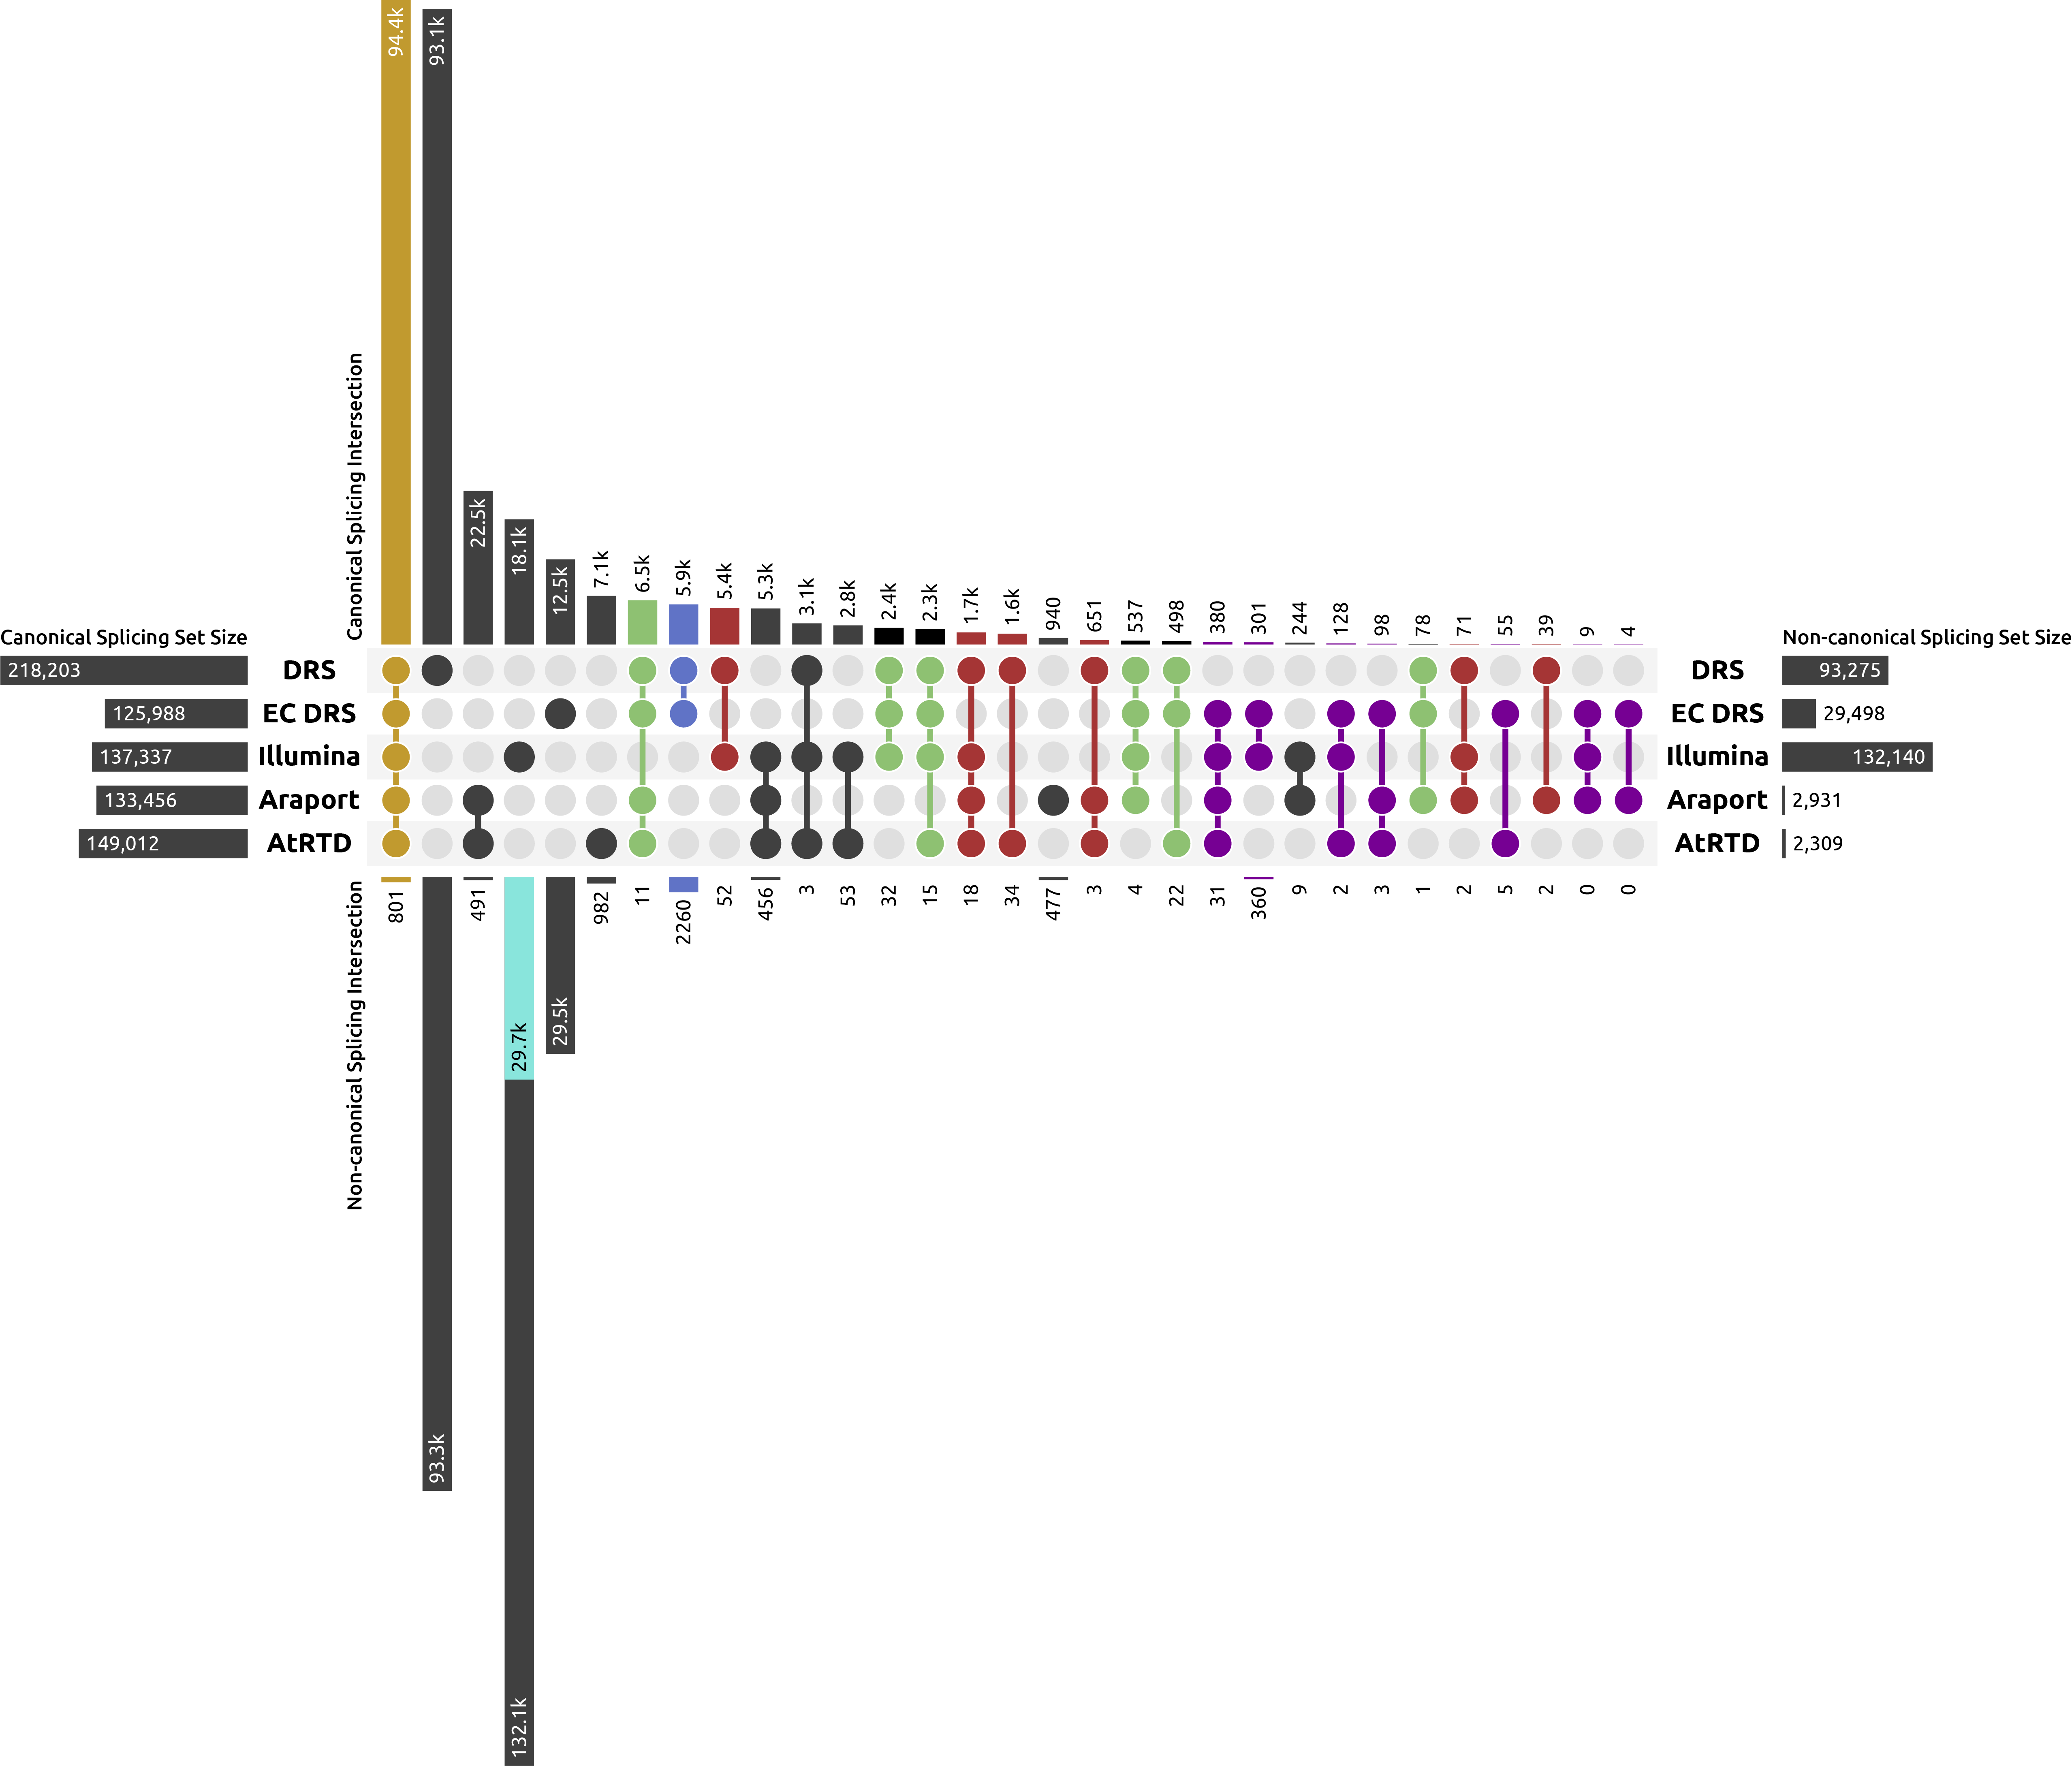 94.4k
93.1k
22.5k
18.1k
12.5k
7.1k
6.5k
5.9k
5.4k
5.3k
3.1k
2.8k
2.4k
2.3k
1.7k
1.6k
940
651
537
498
380
301
244
128
98
78
71
55
39
9
4
Canonical Splicing Intersection
Canonical Splicing Set Size
218,203
125,988
137,337
133,456
149,012
DRS
EC DRS
Illumina
Araport
AtRTD
Non-canonical Splicing Set Size
DRS
EC DRS
Illumina
Araport
AtRTD
93,275
29,498
132,140
2,931
2,309
Non-canonical Splicing Intersection
801
93.3k
491
29.7k
132.1k
29.5k
982
11
2260
52
456
3
53
32
15
18
34
477
3
4
22
31
360
9
2
3
1
2
5
2
0
0